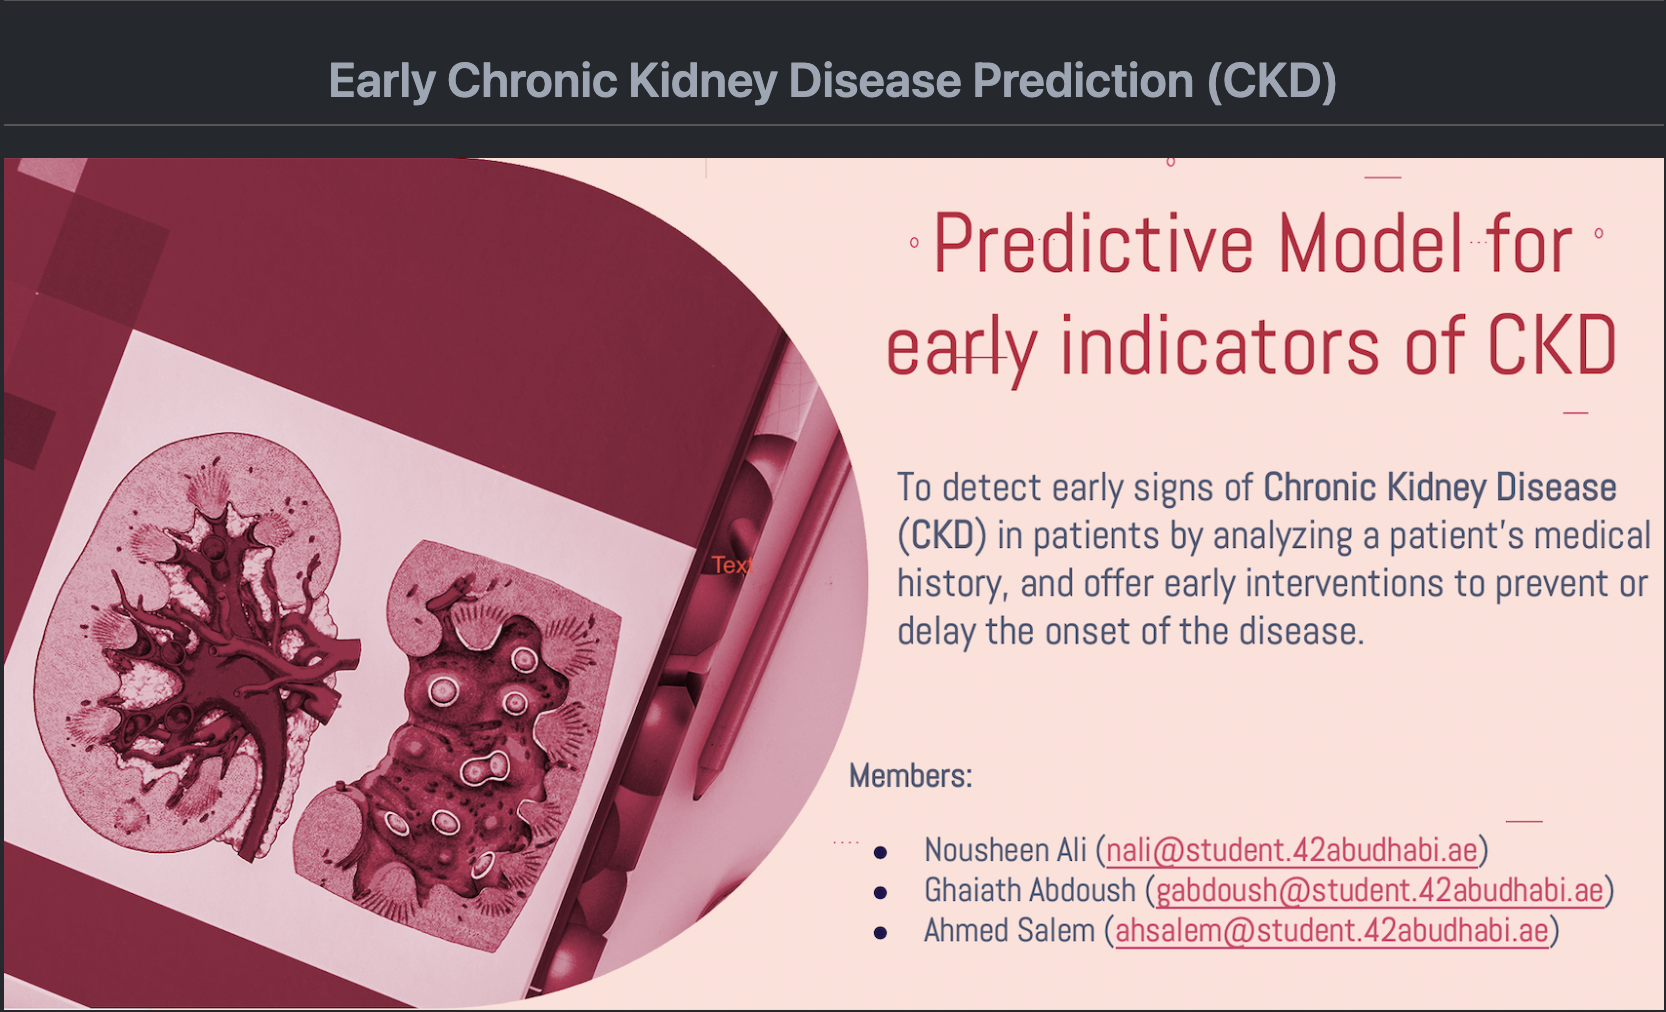 Early Chronic Kidney Disease Prediction (CKD)
Predictive Model for
early indicators of CKD
To detect early signs of Chronic Kidney Disease
(CKD) in patients by analyzing a patient's medical
history, and offer early interventions to prevent or
delay the onset of the disease.
Text
Members:
● Nousheen Ali (nali@student.42abudhabi.ae)
● Ghaiath Abdoush (gabdoush@student.42abudhabi.ae)
● Ahmed Salem (ahsalem@student.42abudhabi.ae)